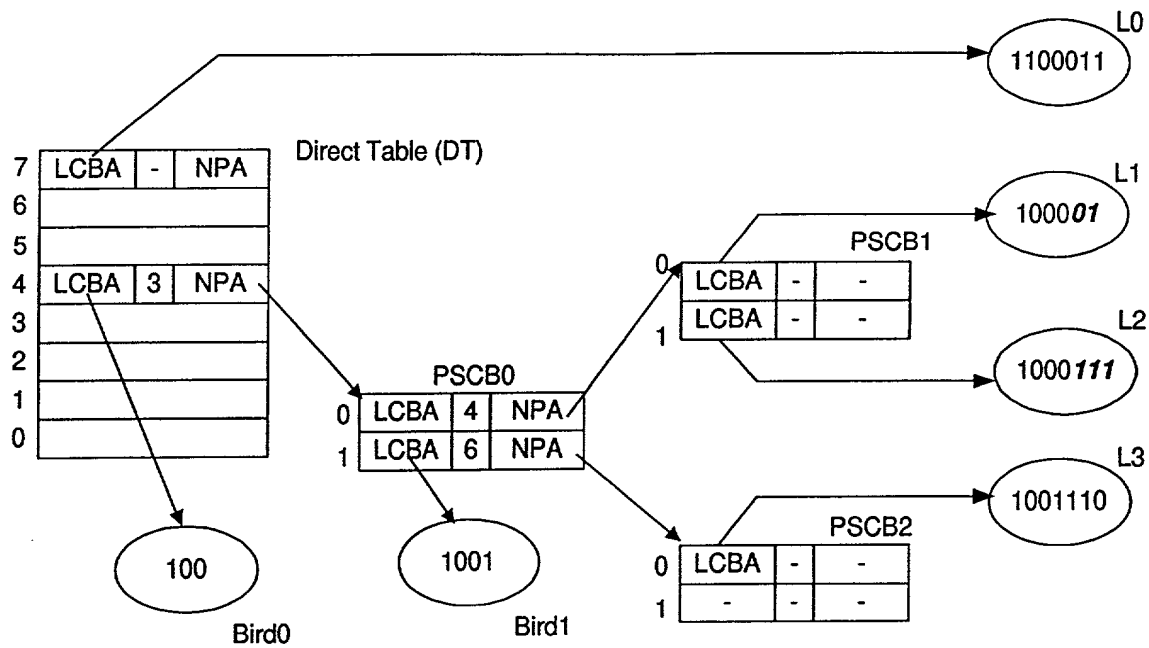 L0
1100011
Direct Table (DT)
7 LCBA - NPA
6
5
4 LCBA 3 NPA
3
2
1
0
100
Bird0
PSCB0
0 LCBA 4 NPA
1 LCBA 6 NPA
1001
Bird1
L1
100001
PSCB1
0 LCBA - -
1 LCBA - -
L2
1000111
L3
1001110
PSCB2
0 LCBA - -
1 - - -